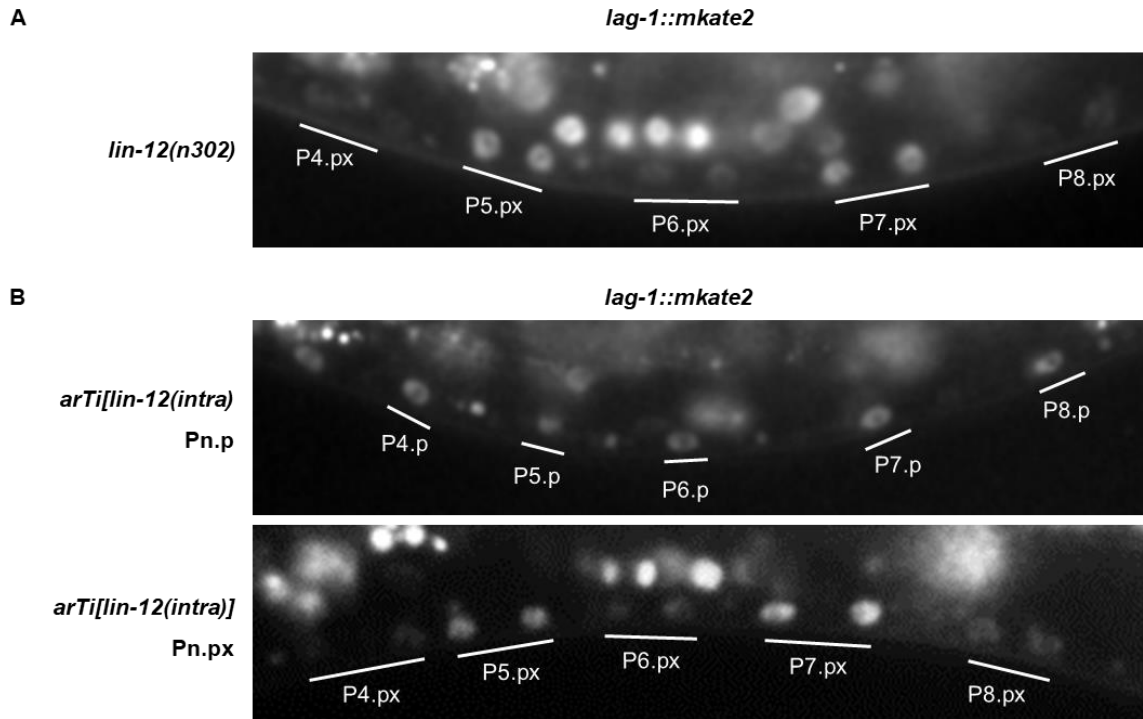 A
lag-1::mkate2
lin-12(n302)
P4.px
P5.px
P6.px
P7.px
P8.px
B
lag-1::mkate2
arTi[lin-12(intra)
Pn.p
P4.p
P5.p
P6.p
P7.p
P8.p
arTi[lin-12(intra)]
Pn.px
P4.px
P5.px
P6.px
P7.px
P8.px